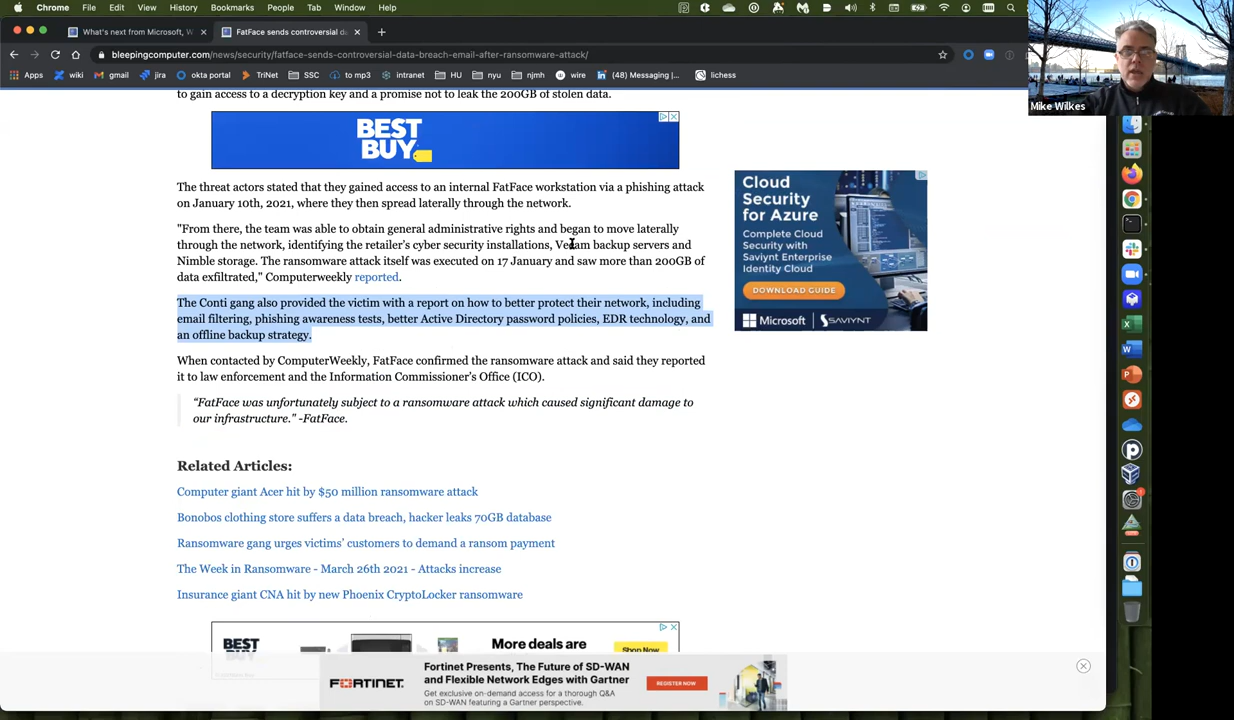 Chrome File Edit View History Bookmarks Profiles People Tab Window Help
What's next from Microsoft, W
FatFace sends controversial da
bleepingcomputer.com/news/security/fatface-sends-controversial-data-breach-email-after-ransomware-attack/
Apps wiki gmail jira okta portal TriNet SSC to mp3 intranet HU nyu njmh wire (48) Messaging |... lichess
Mike Wilkes
to gain access to a decryption key and a promise not to leak the 200GB of stolen data.
BEST
BUY
The threat actors stated that they gained access to an internal FatFace workstation via a phishing attack
on January 10th, 2021, where they then spread laterally through the network.
"From there, the team was able to obtain general administrative rights and began to move laterally
through the network, identifying the retailer's cyber security installations, Veeam backup servers and
Nimble storage. The ransomware attack itself was executed on 17 January and saw more than 200GB of
data exfiltrated," Computerweekly reported.
The Conti gang also provided the victim with a report on how to better protect their network, including
email filtering, phishing awareness tests, better Active Directory password policies, EDR technology, and
an offline backup strategy.
When contacted by ComputerWeekly, FatFace confirmed the ransomware attack and said they reported
it to law enforcement and the Information Commissioner's Office (ICO).
"FatFace was unfortunately subject to a ransomware attack which caused significant damage to
our infrastructure." -FatFace.
Cloud
Security
for Azure
Complete Cloud
Security with
Saviynt Enterprise
Identity Cloud
DOWNLOAD GUIDE
Microsoft SAVIYNT
Related Articles:
Computer giant Acer hit by $50 million ransomware attack
Bonobos clothing store suffers a data breach, hacker leaks 70GB database
Ransomware gang urges victims' customers to demand a ransom payment
The Week in Ransomware - March 26th 2021 - Attacks increase
Insurance giant CNA hit by new Phoenix CryptoLocker ransomware
BEST
BUY
More deals are
Shop Now
FORTINET
Fortinet Presents, The Future of SD-WAN
and Flexible Network Edges with Gartner
Get exclusive on-demand access for a thorough Q&A
on SD-WAN featuring a Gartner perspective.
REGISTER NOW